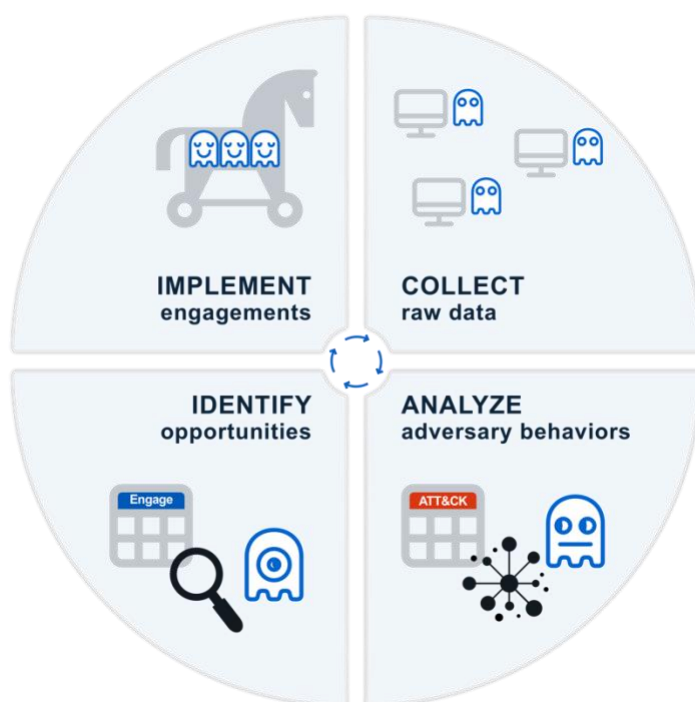 IMPLEMENT
engagements
COLLECT
raw data
IDENTIFY
opportunities
Engage
ANALYZE
adversary behaviors
ATT&CK